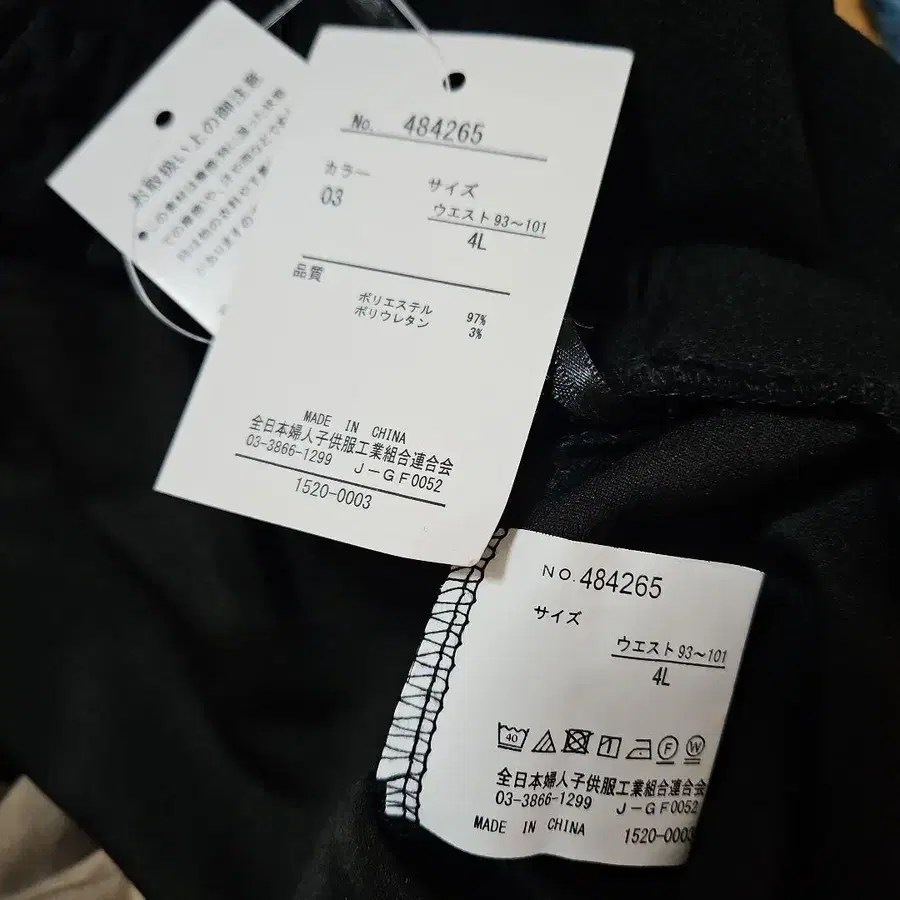 お取扱い上の御注意
No. 484265
カラー
03
サイズ
ウエスト93〜101
4L
品質
ポリエステル 97%
ポリウレタン 3%
MADE IN CHINA
全日本婦人子供服工業組合連合会
03-3866-1299 J-GF0052
1520-0003
NO.484265
サイズ
ウエスト93〜101
4L
40
F
W
全日本婦人子供服工業組合連合会
03-3866-1299 J-GF0052
MADE IN CHINA 1520-0003